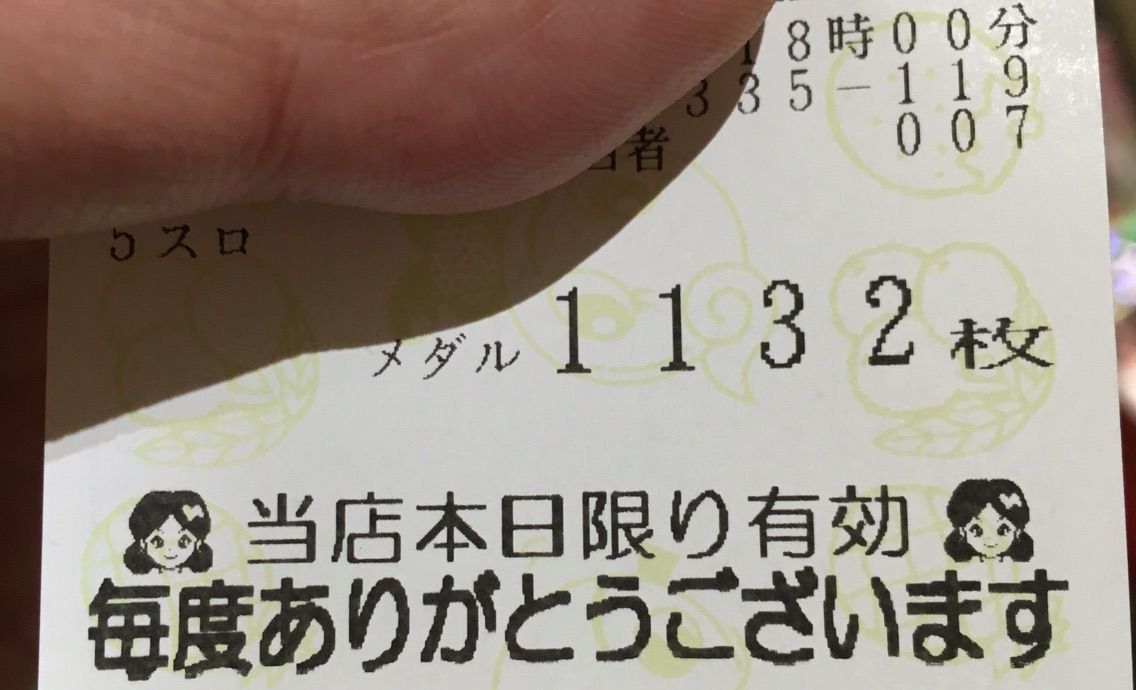 18時00分
335-119
007
者
5スロ
メダル 1132枚
当店本日限り有効
毎度ありがとうございます